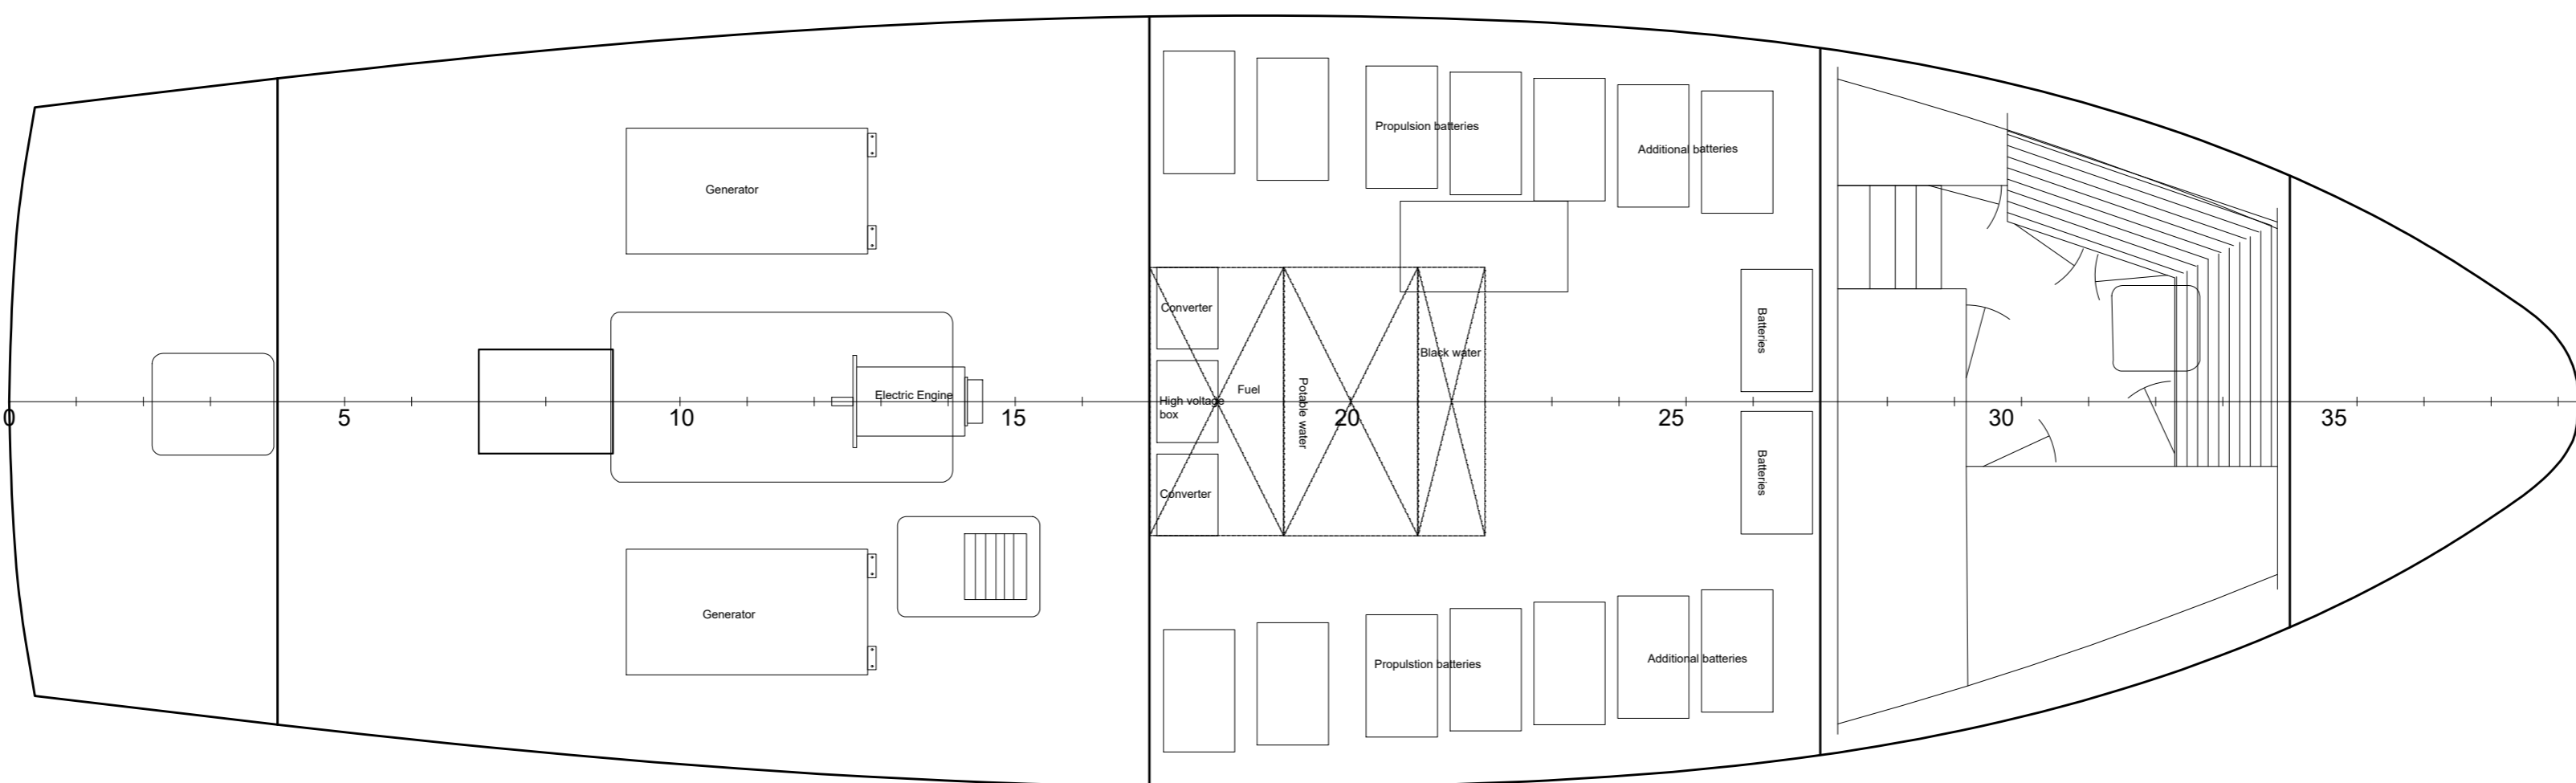 Propulsion batteries
Additional batteries
Generator
Converter
Batteries
Black water
Fuel
Potable water
Electric Engine
High voltage
box
0
5
10
15
20
25
30
35
Batteries
Converter
Generator
Propulstion batteries
Additional batteries